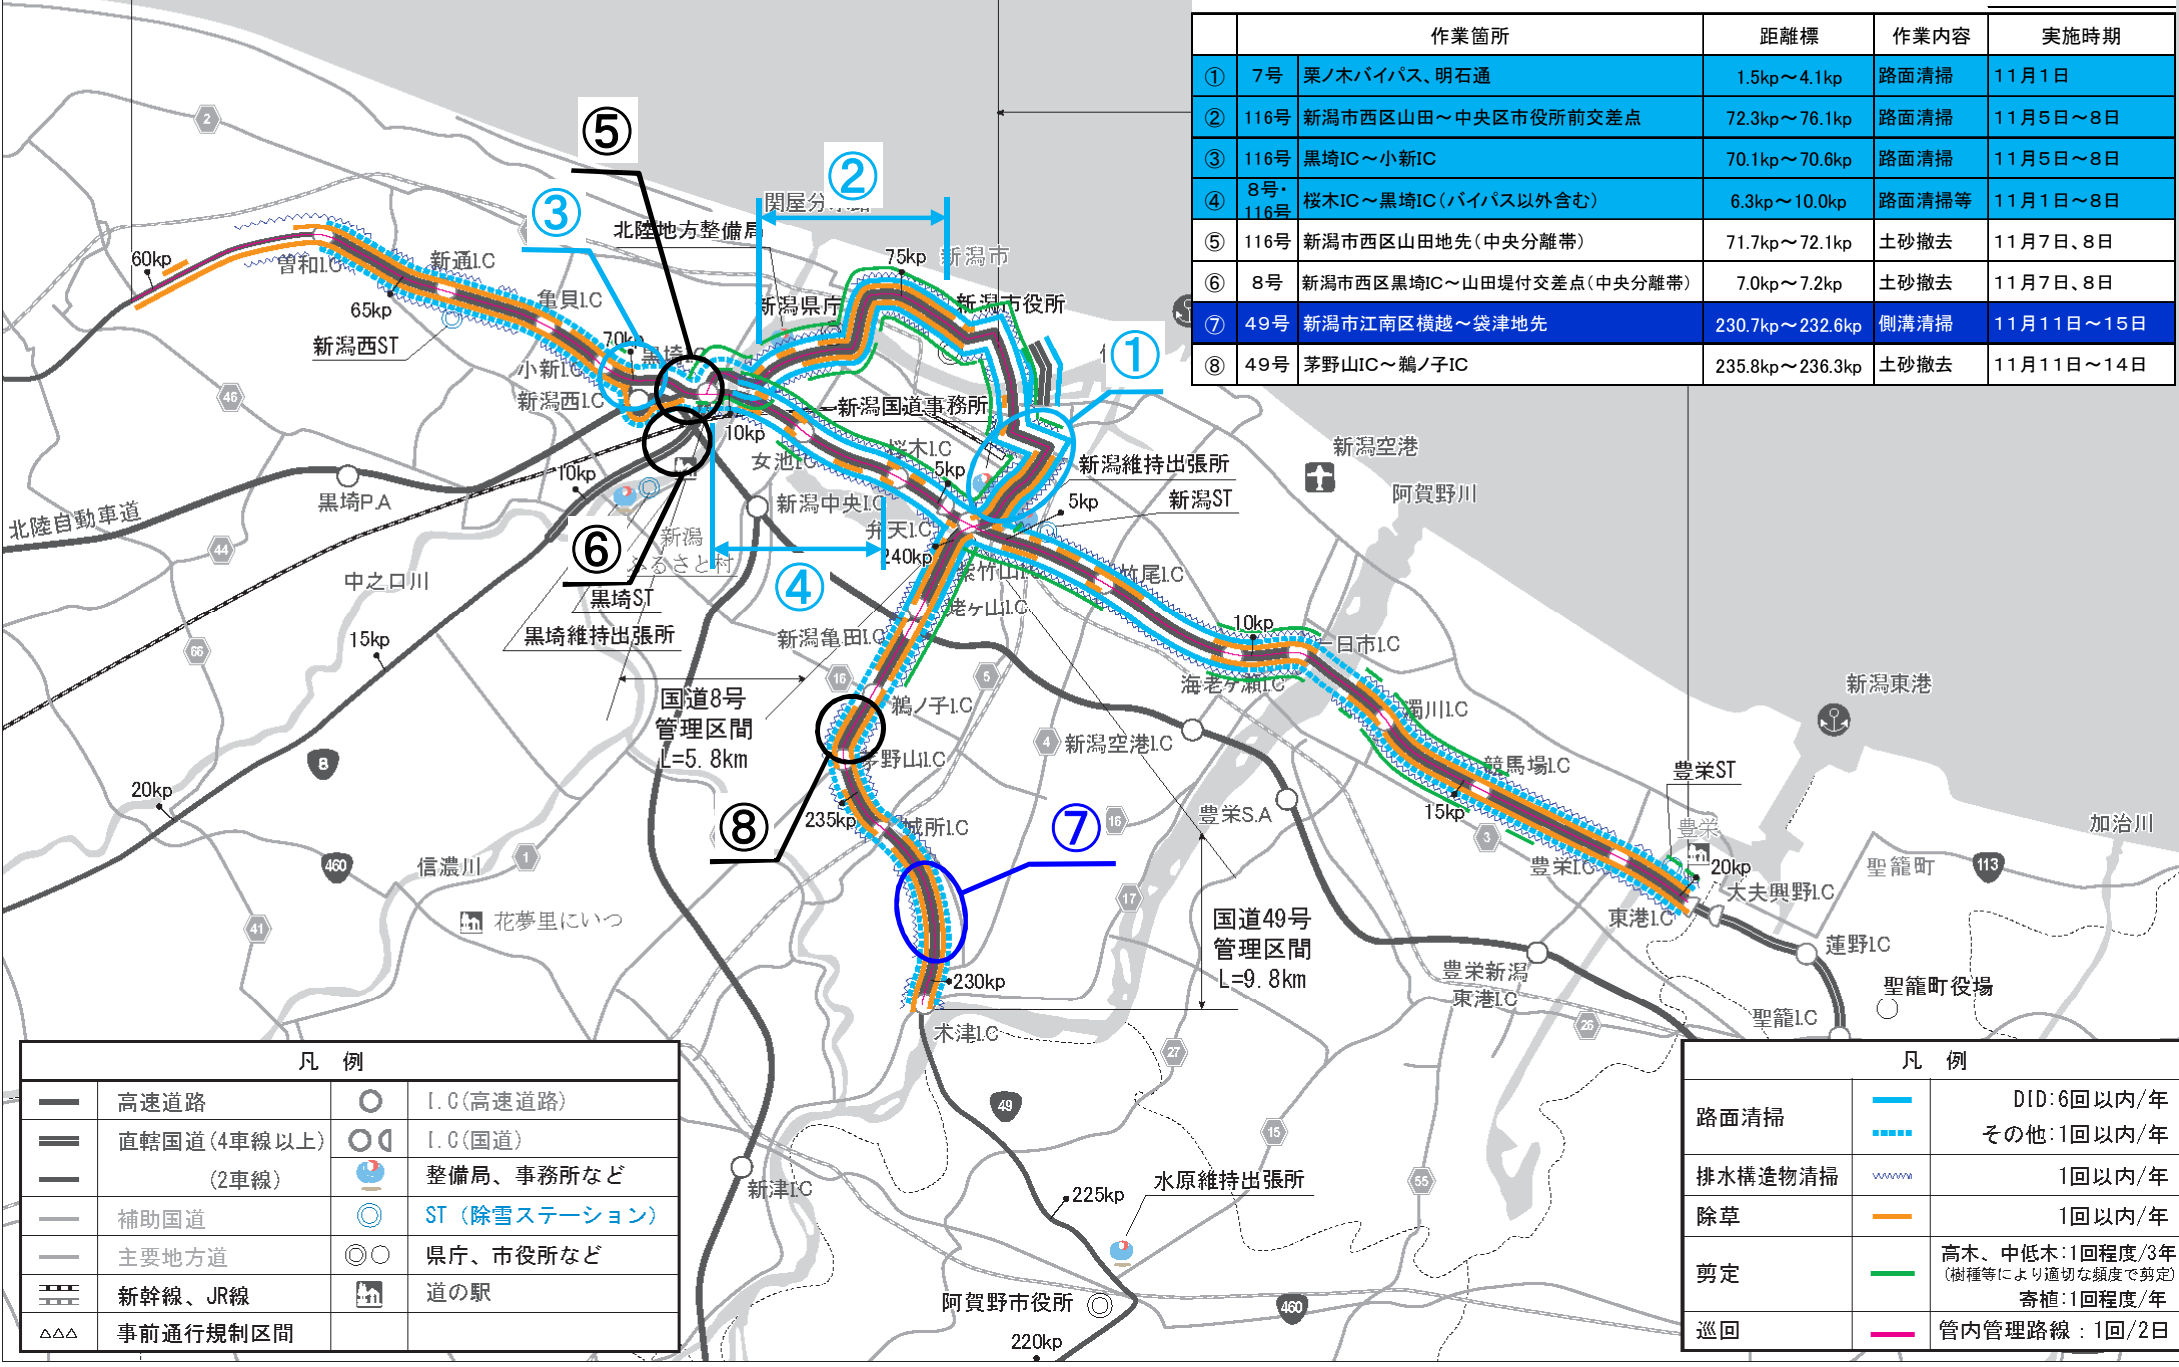 作業箇所 距離標 作業内容 実施時期
① 7号 栗ノ木バイパス、明石通 1.5kp～4.1kp 路面清掃 11月1日
② 116号 新潟市西区山田～中央区市役所前交差点 72.3kp～76.1kp 路面清掃 11月5日～8日
③ 116号 黒埼IC～小新IC 70.1kp～70.6kp 路面清掃 11月5日～8日
④ 8号・116号 桜木IC～黒埼IC（バイパス以外含む） 6.3kp～10.0kp 路面清掃等 11月1日～8日
⑤ 116号 新潟市西区山田地先（中央分離帯） 71.7kp～72.1kp 土砂撤去 11月7日、8日
⑥ 8号 新潟市西区黒埼IC～山田堤付交差点（中央分離帯） 7.0kp～7.2kp 土砂撤去 11月7日、8日
⑦ 49号 新潟市江南区横越～袋津地先 230.7kp～232.6kp 側溝清掃 11月11日～15日
⑧ 49号 茅野山IC～鵜ノ子IC 235.8kp～236.3kp 土砂撤去 11月11日～14日
2
⑤
②
③
関屋分水路
北陸地方整備局
60kp
曽和I.C
新通I.C
75kp
新潟市
亀貝I.C
65kp
新潟県庁
新潟市役所
新潟西ST
70kp
①
小新I.C
新潟西I.C
46
新潟国道事務所
10kp
桜木I.C
女池I.C
新潟空港
5kp
新潟維持出張所
10kp
黒埼P.A
新潟中央I.C
5kp
新潟ST
阿賀野川
北陸自動車道
弁天I.C
44
⑥
新潟
ふるさと村
240kp
紫竹山I.C
竹尾I.C
中之口川
④
黒埼ST
老ヶ山I.C
10kp
黒埼維持出張所
新潟亀田I.C
一日市I.C
15kp
66
16
5
海老ヶ瀬I.C
国道8号
管理区間
L=5.8km
鵜ノ子I.C
濁川I.C
新潟東港
4
新潟空港I.C
8
茅野山I.C
競馬場I.C
豊栄ST
20kp
235kp
⑧
⑦
16
豊栄S.A
15kp
3
豊栄
加治川
城所I.C
460
信濃川
1
豊栄I.C
20kp
大夫興野I.C
聖籠町
113
17
41
花夢里にいつ
国道49号
管理区間
L=9.8km
東港I.C
蓮野I.C
230kp
豊栄新潟
東港I.C
聖籠町役場
木津I.C
26
聖籠I.C
27
49
15
55
新津I.C
225kp
水原維持出張所
阿賀野市役所
460
220kp
凡 例
高速道路 I.C(高速道路)
直轄国道(4車線以上) I.C(国道)
(2車線) 整備局、事務所など
補助国道 ST（除雪ステーション）
主要地方道 県庁、市役所など
新幹線、JR線 道の駅
事前通行規制区間
凡 例
路面清掃 DID:6回以内/年
その他:1回以内/年
排水構造物清掃 1回以内/年
除草 1回以内/年
剪定 高木、中低木:1回程度/3年
(樹種等により適切な頻度で剪定)
寄植:1回程度/年
巡回 管内管理路線：1回/2日